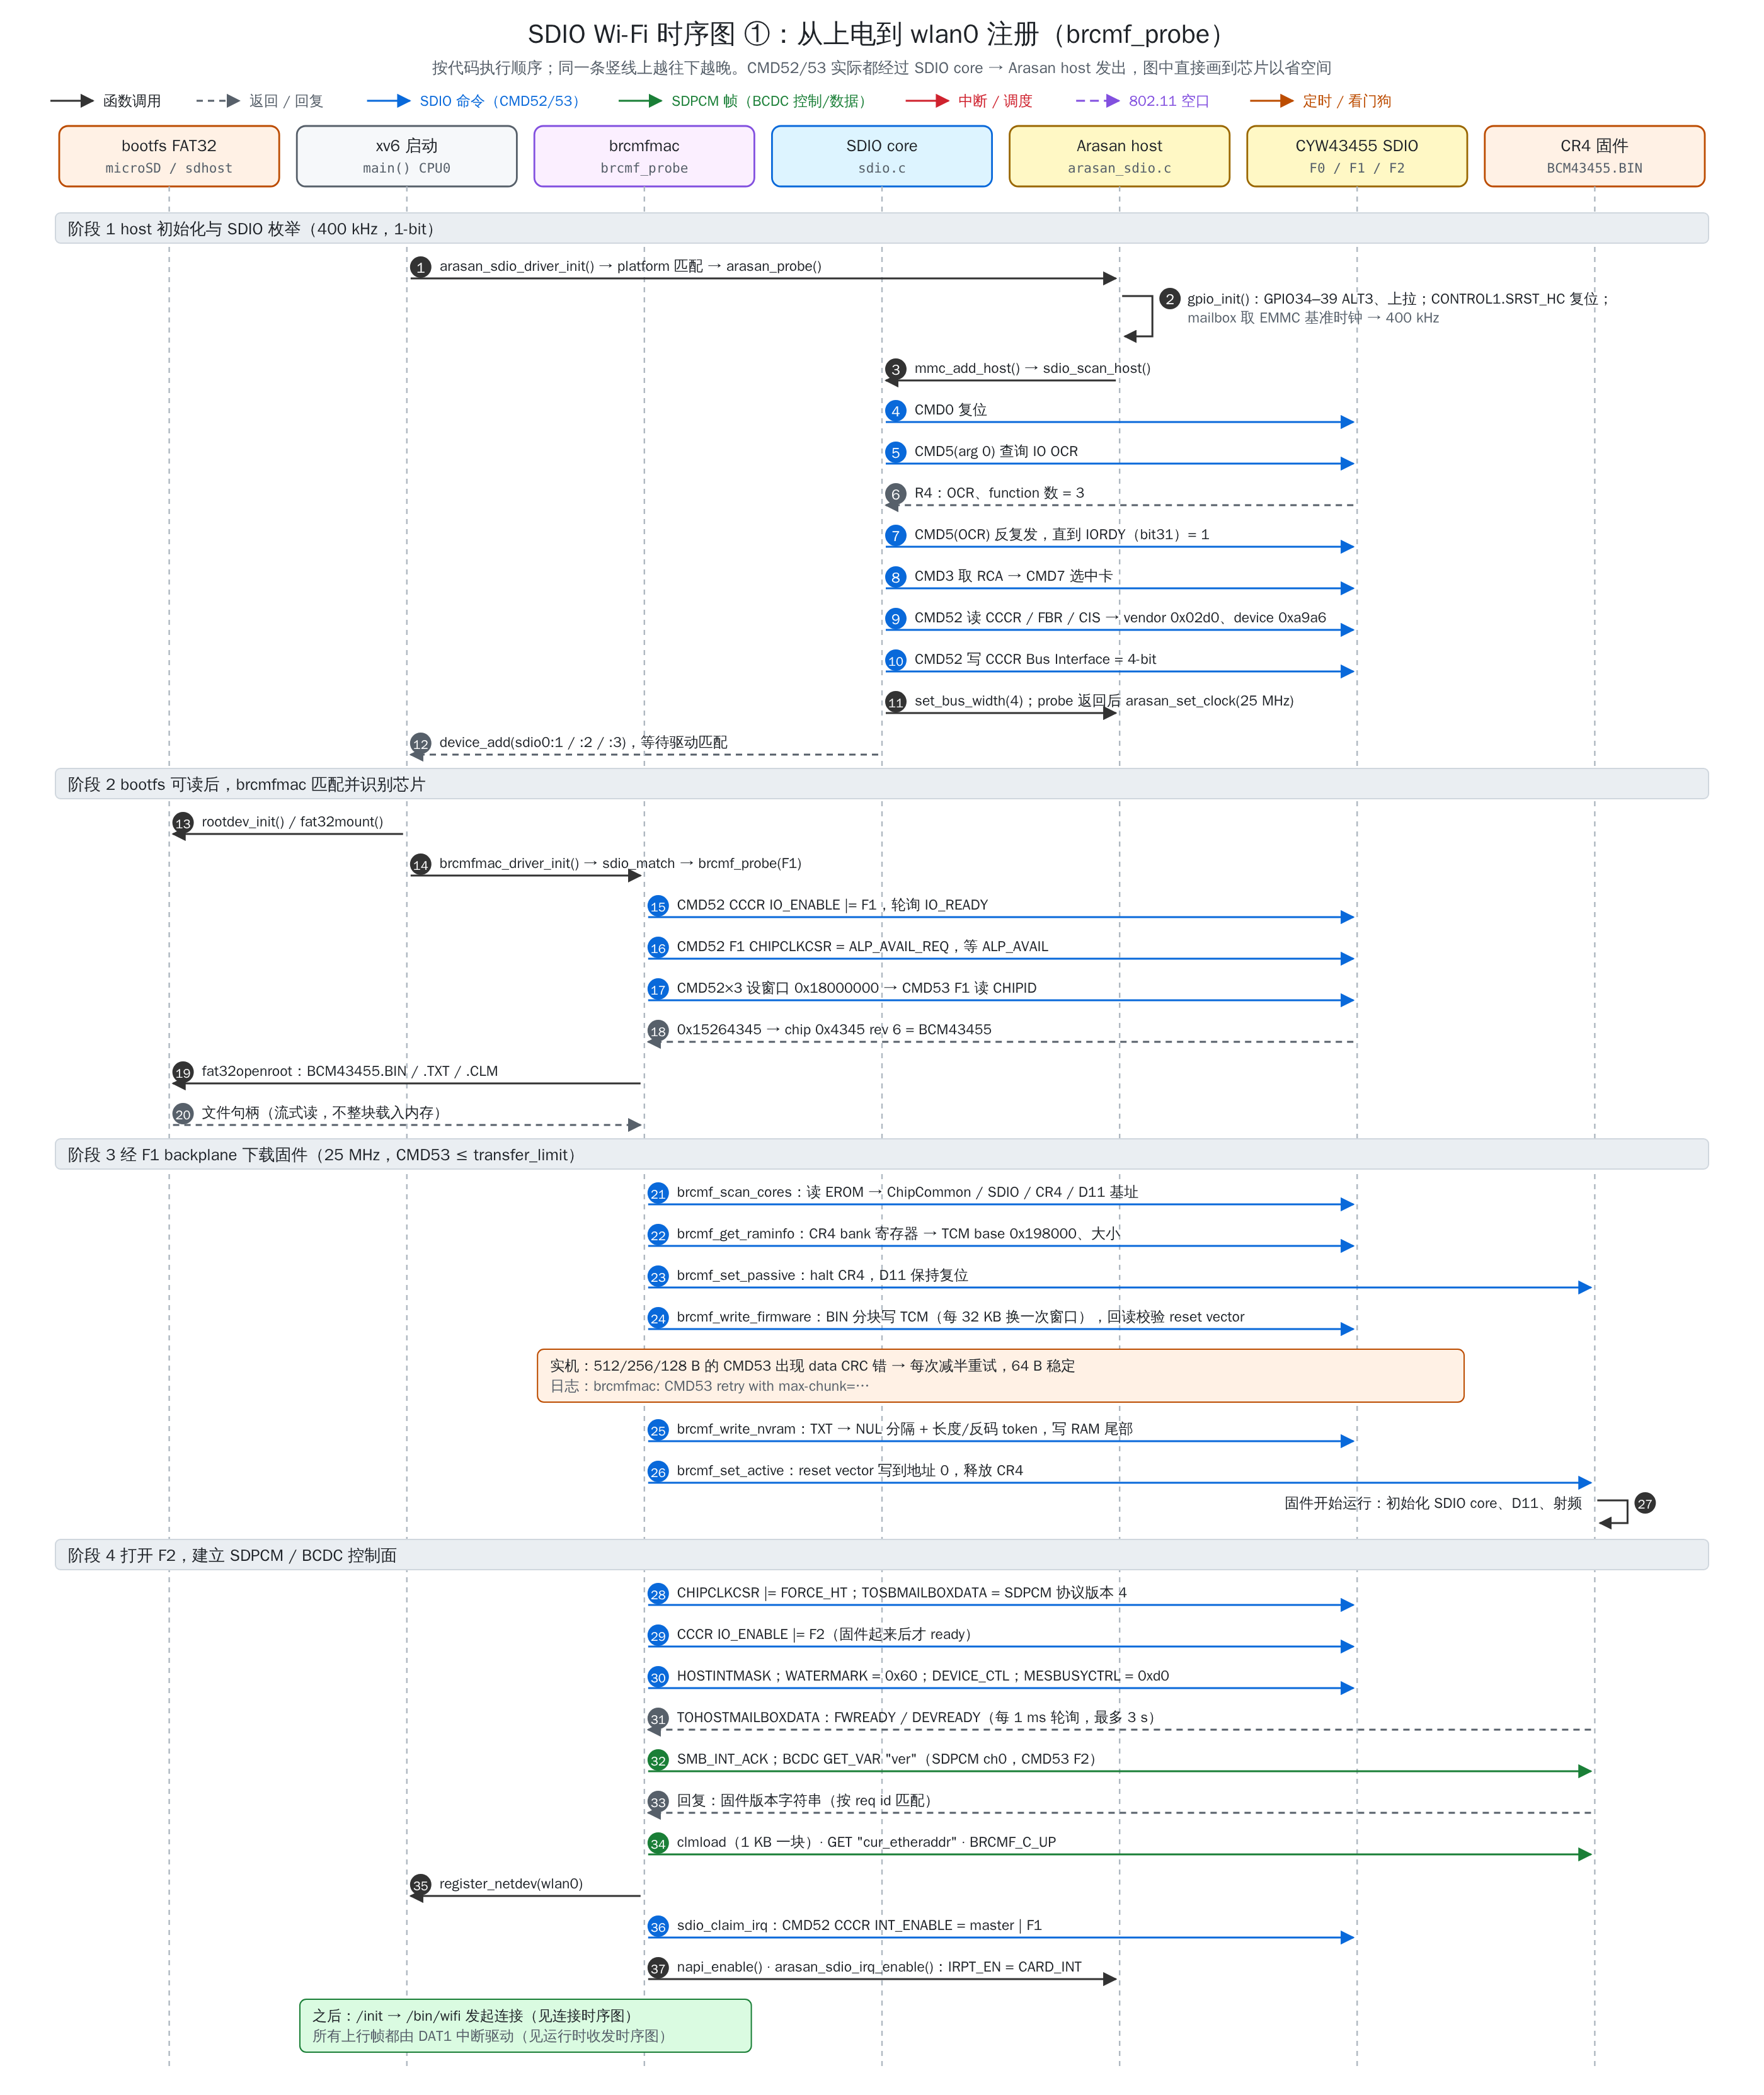 SDIO Wi-Fi 时序图 ①：从上电到 wlan0 注册（brcmf_probe）
按代码执行顺序；同一条竖线上越往下越晚。CMD52/53 实际都经过 SDIO core → Arasan host 发出，图中直接画到芯片以省空间
函数调用
返回 / 回复
SDIO 命令（CMD52/53）
SDPCM 帧（BCDC 控制/数据）
中断 / 调度
802.11 空口
定时 / 看门狗
bootfs FAT32
microSD / sdhost
xv6 启动
main() CPU0
brcmfmac
brcmf_probe
SDIO core
sdio.c
Arasan host
arasan_sdio.c
CYW43455 SDIO
F0 / F1 / F2
CR4 固件
BCM43455.BIN
阶段 1 host 初始化与 SDIO 枚举（400 kHz，1-bit）
1 arasan_sdio_driver_init() → platform 匹配 → arasan_probe()
2 gpio_init()：GPIO34–39 ALT3、上拉；CONTROL1.SRST_HC 复位；
mailbox 取 EMMC 基准时钟 → 400 kHz
3 mmc_add_host() → sdio_scan_host()
4 CMD0 复位
5 CMD5(arg 0) 查询 IO OCR
6 R4：OCR、function 数 = 3
7 CMD5(OCR) 反复发，直到 IORDY（bit31）= 1
8 CMD3 取 RCA → CMD7 选中卡
9 CMD52 读 CCCR / FBR / CIS → vendor 0x02d0、device 0xa9a6
10 CMD52 写 CCCR Bus Interface = 4-bit
11 set_bus_width(4)；probe 返回后 arasan_set_clock(25 MHz)
12 device_add(sdio0:1 / :2 / :3)，等待驱动匹配
阶段 2 bootfs 可读后，brcmfmac 匹配并识别芯片
13 rootdev_init() / fat32mount()
14 brcmfmac_driver_init() → sdio_match → brcmf_probe(F1)
15 CMD52 CCCR IO_ENABLE |= F1，轮询 IO_READY
16 CMD52 F1 CHIPCLKCSR = ALP_AVAIL_REQ，等 ALP_AVAIL
17 CMD52×3 设窗口 0x18000000 → CMD53 F1 读 CHIPID
18 0x15264345 → chip 0x4345 rev 6 = BCM43455
19 fat32openroot：BCM43455.BIN / .TXT / .CLM
20 文件句柄（流式读，不整块载入内存）
阶段 3 经 F1 backplane 下载固件（25 MHz，CMD53 ≤ transfer_limit）
21 brcmf_scan_cores：读 EROM → ChipCommon / SDIO / CR4 / D11 基址
22 brcmf_get_raminfo：CR4 bank 寄存器 → TCM base 0x198000、大小
23 brcmf_set_passive：halt CR4，D11 保持复位
24 brcmf_write_firmware：BIN 分块写 TCM（每 32 KB 换一次窗口），回读校验 reset vector
实机：512/256/128 B 的 CMD53 出现 data CRC 错 → 每次减半重试，64 B 稳定
日志：brcmfmac: CMD53 retry with max-chunk=⋯
25 brcmf_write_nvram：TXT → NUL 分隔 + 长度/反码 token，写 RAM 尾部
26 brcmf_set_active：reset vector 写到地址 0，释放 CR4
固件开始运行：初始化 SDIO core、D11、射频 27
阶段 4 打开 F2，建立 SDPCM / BCDC 控制面
28 CHIPCLKCSR |= FORCE_HT；TOSBMAILBOXDATA = SDPCM 协议版本 4
29 CCCR IO_ENABLE |= F2（固件起来后才 ready）
30 HOSTINTMASK；WATERMARK = 0x60；DEVICE_CTL；MESBUSYCTRL = 0xd0
31 TOHOSTMAILBOXDATA：FWREADY / DEVREADY（每 1 ms 轮询，最多 3 s）
32 SMB_INT_ACK；BCDC GET_VAR "ver"（SDPCM ch0，CMD53 F2）
33 回复：固件版本字符串（按 req id 匹配）
34 clmload（1 KB 一块）· GET "cur_etheraddr" · BRCMF_C_UP
35 register_netdev(wlan0)
36 sdio_claim_irq：CMD52 CCCR INT_ENABLE = master | F1
37 napi_enable() · arasan_sdio_irq_enable()：IRPT_EN = CARD_INT
之后：/init → /bin/wifi 发起连接（见连接时序图）
所有上行帧都由 DAT1 中断驱动（见运行时收发时序图）